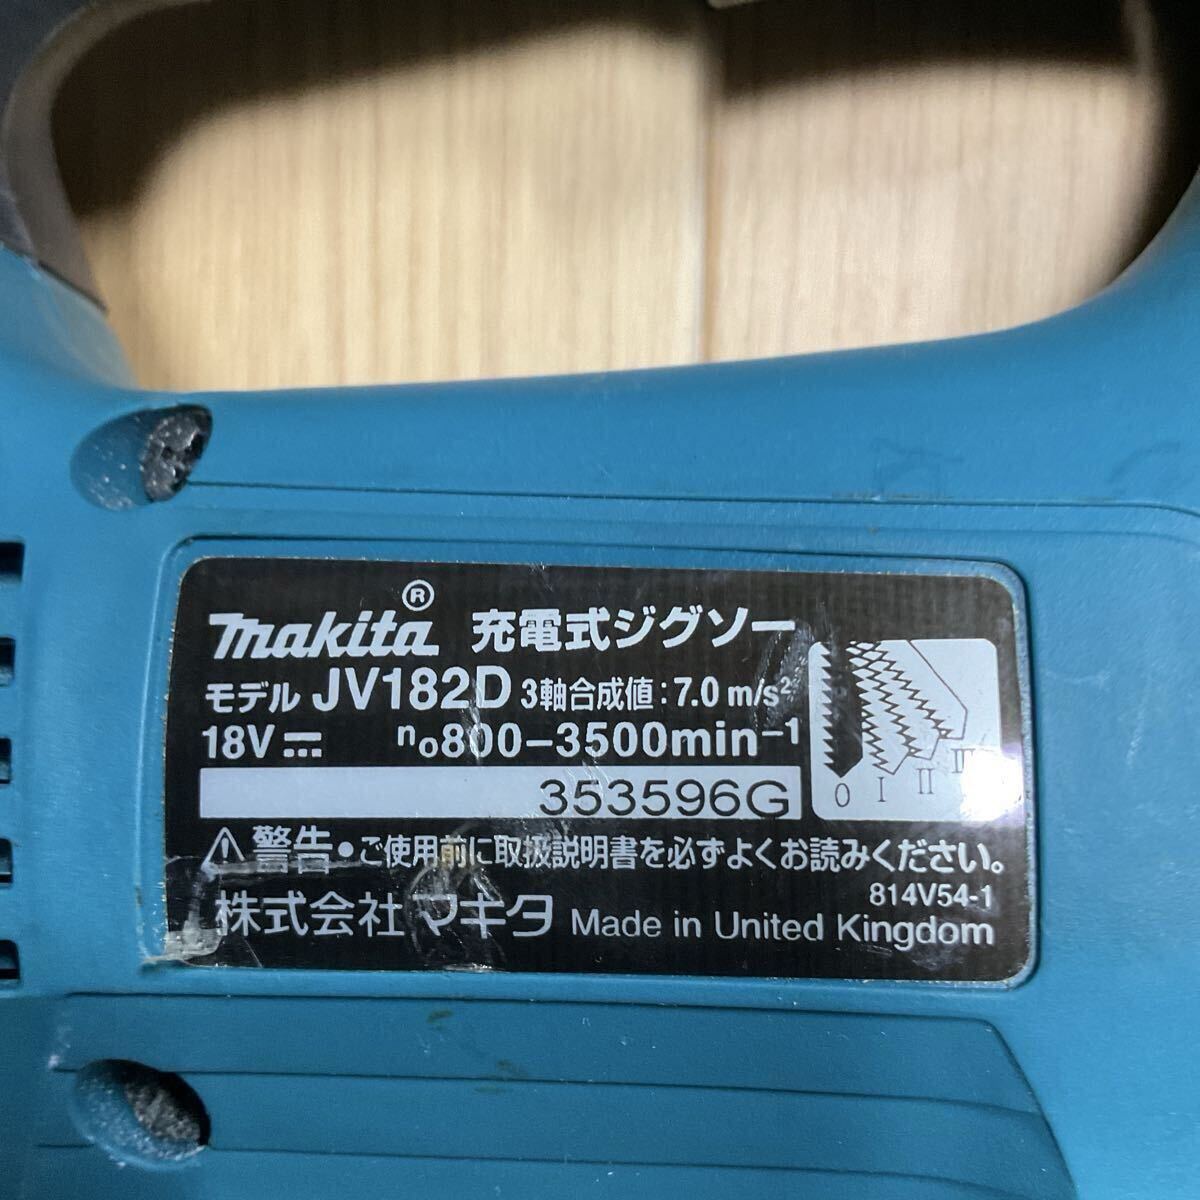 makita® 充電式ジグソー
モデル JV182D 3軸合成値:7.0 m/s²
18V⎓ n₀800-3500min⁻¹
353596G
0 I II III
⚠警告・ご使用前に取扱説明書を必ずよくお読みください。
814V54-1
株式会社マキタ Made in United Kingdom